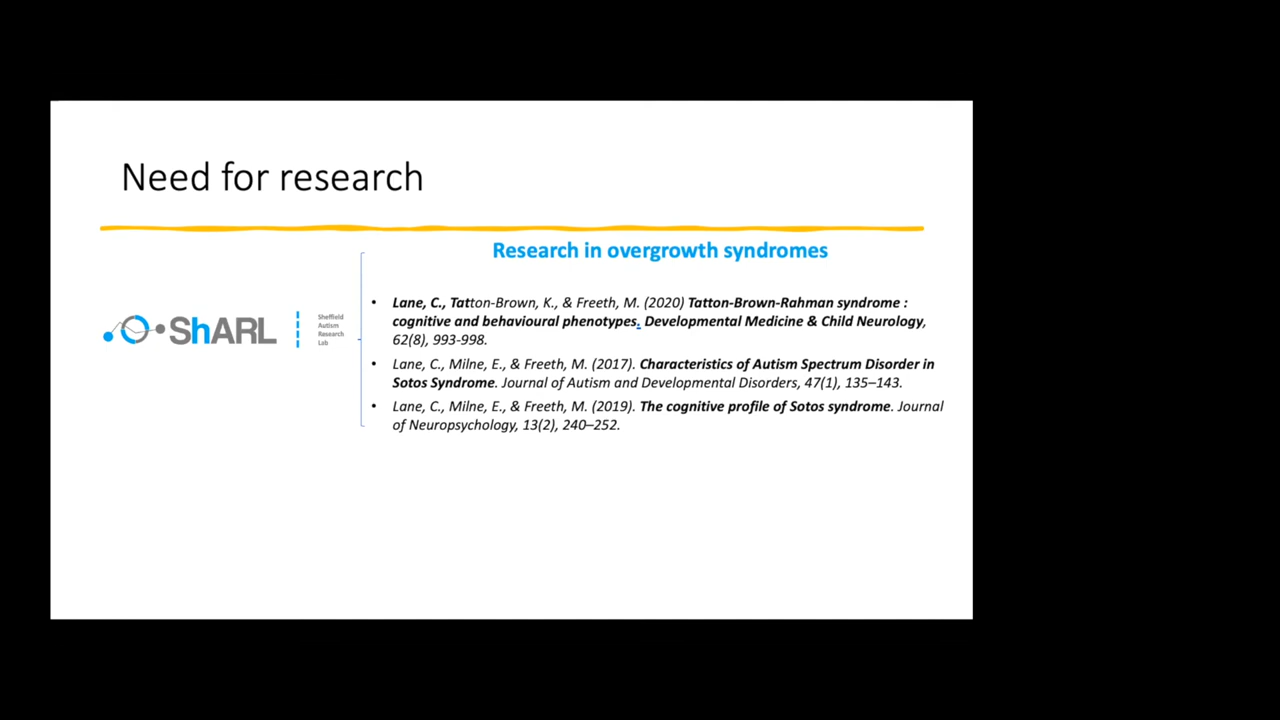 Need for research
Research in overgrowth syndromes
• Lane, C., Tatton-Brown, K., & Freeth, M. (2020) Tatton-Brown-Rahman syndrome :
cognitive and behavioural phenotypes. Developmental Medicine & Child Neurology,
62(8), 993-998.
• Lane, C., Milne, E., & Freeth, M. (2017). Characteristics of Autism Spectrum Disorder in
Sotos Syndrome. Journal of Autism and Developmental Disorders, 47(1), 135–143.
• Lane, C., Milne, E., & Freeth, M. (2019). The cognitive profile of Sotos syndrome. Journal
of Neuropsychology, 13(2), 240–252.
ShARL
Sheffield
Autism
Research
Lab